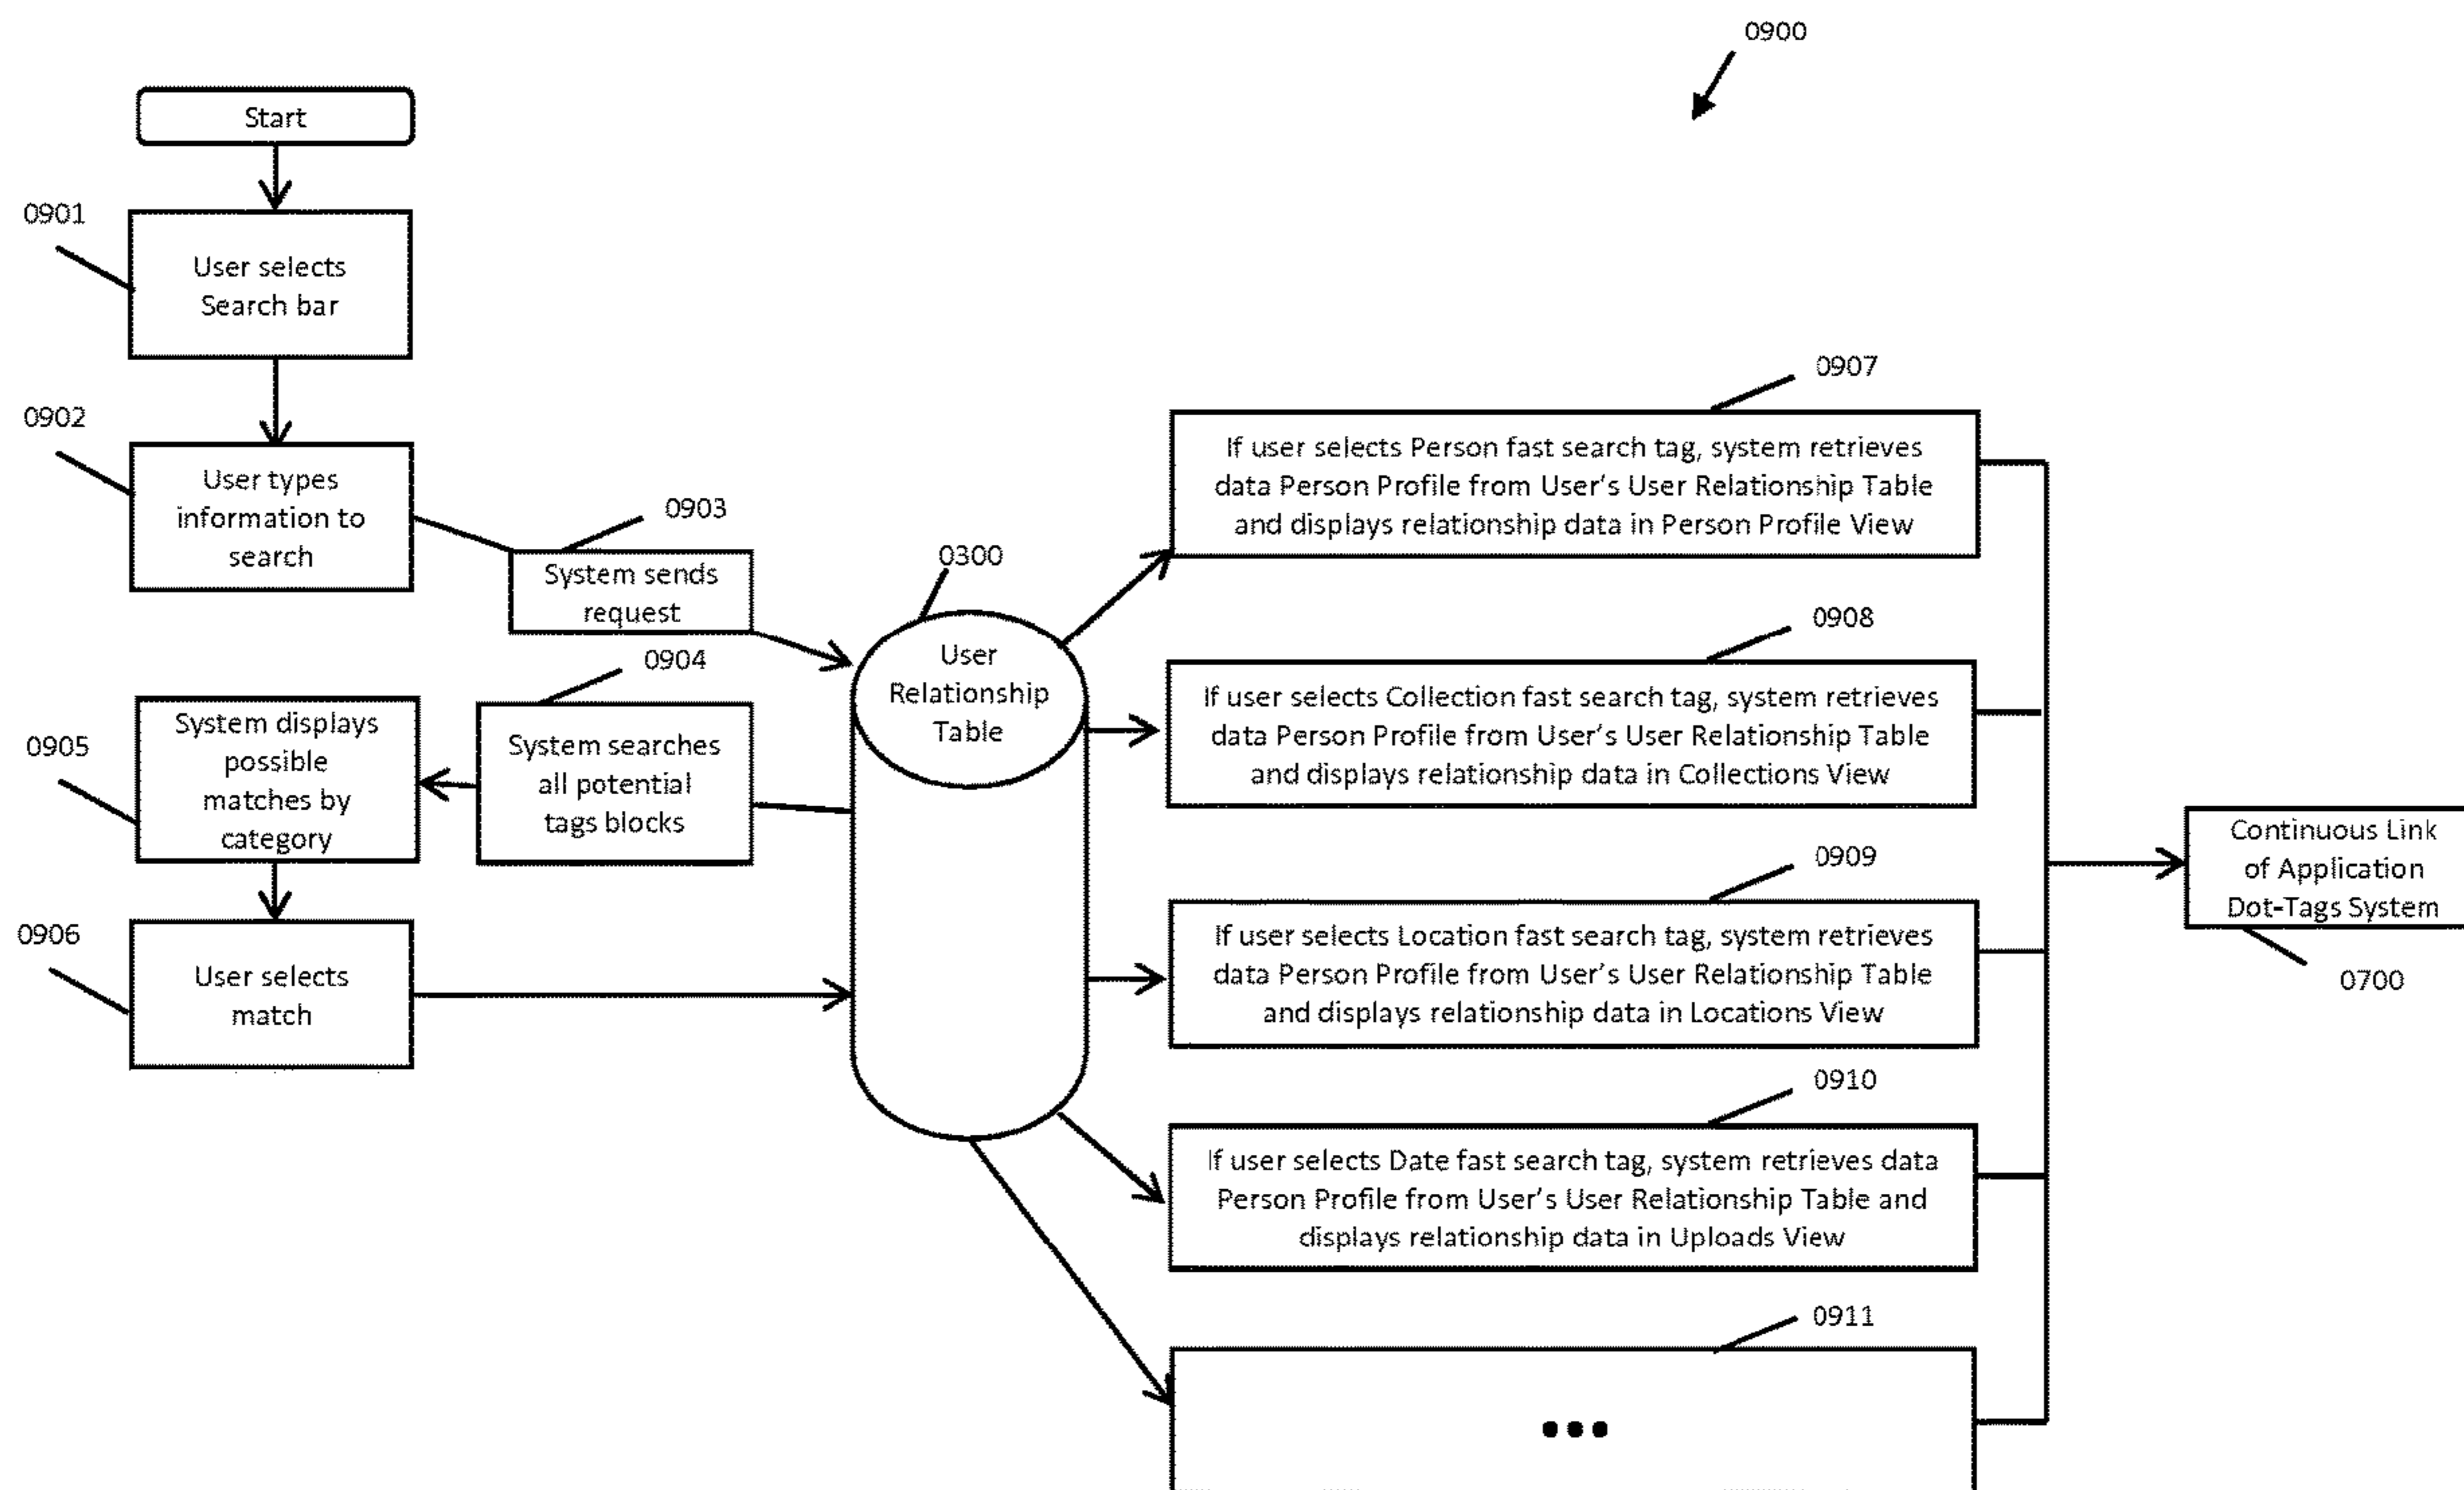 0900
Start
0901
User selects
Search bar
0902
User types
information to
search
0903
System sends
request
0300
User
Relationship
Table
0904
System searches
all potential
tags blocks
0905
System displays
possible
matches by
category
0906
User selects
match
0907
If user selects Person fast search tag, system retrieves
data Person Profile from User's User Relationship Table
and displays relationship data in Person Profile View
0908
If user selects Collection fast search tag, system retrieves
data Person Profile from User's User Relationship Table
and displays relationship data in Collections View
0909
If user selects Location fast search tag, system retrieves
data Person Profile from User's User Relationship Table
and displays relationship data in Locations View
0910
If user selects Date fast search tag, system retrieves data
Person Profile from User's User Relationship Table and
displays relationship data in Uploads View
0911
•••
Continuous Link
of Application
Dot-Tags System
0700